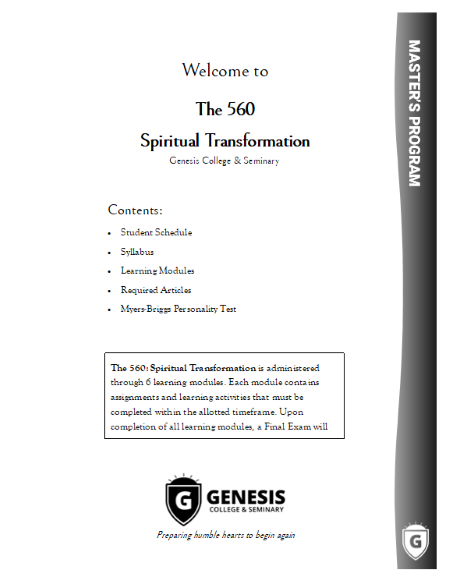 Welcome to
The 560
Spiritual Transformation
Genesis College & Seminary
Contents:
• Student Schedule
• Syllabus
• Learning Modules
• Required Articles
• Myers-Briggs Personality Test
The 560: Spiritual Transformation is administered
through 6 learning modules. Each module contains
assignments and learning activities that must be
completed within the allotted timeframe. Upon
completion of all learning modules, a Final Exam will
G GENESIS
COLLEGE & SEMINARY
Preparing humble hearts to begin again
MASTER'S PROGRAM
G